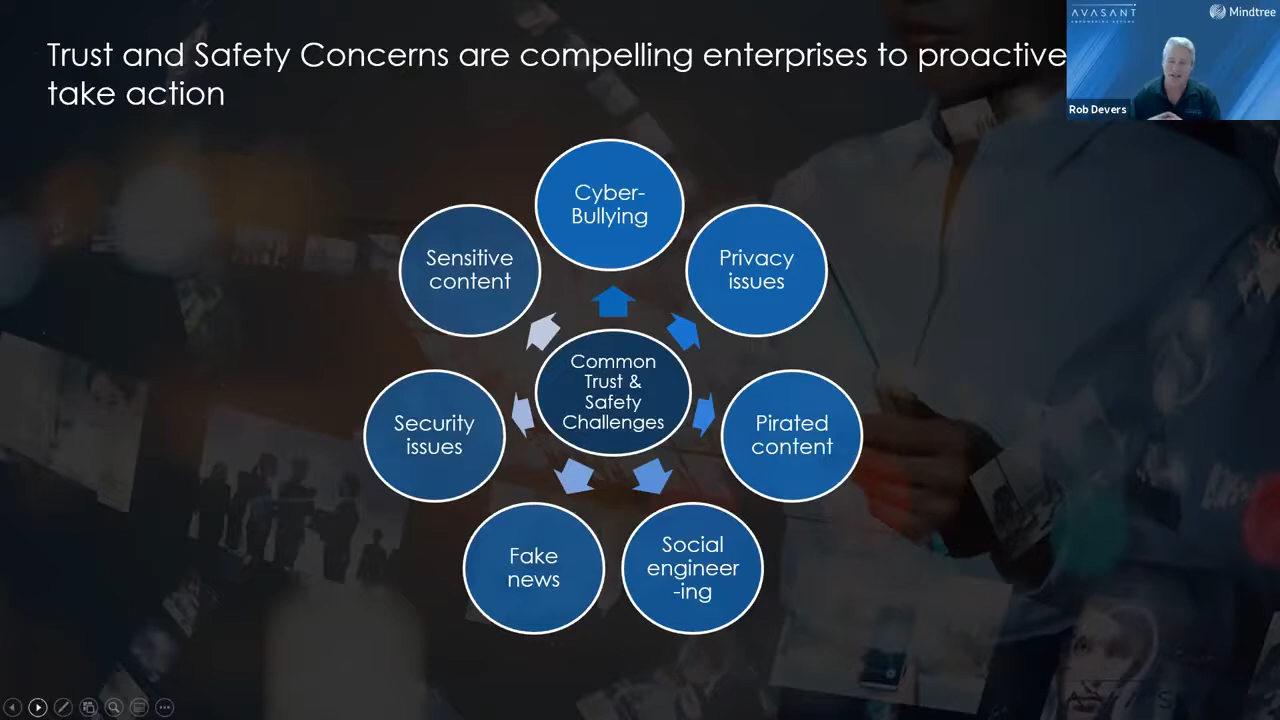 Trust and Safety Concerns are compelling enterprises to proactive
take action
AVASANT
Mindtree
Rob Devers
Cyber-
Bullying
Privacy
issues
Pirated
content
Social
engineer
-ing
Fake
news
Security
issues
Sensitive
content
Common
Trust &
Safety
Challenges